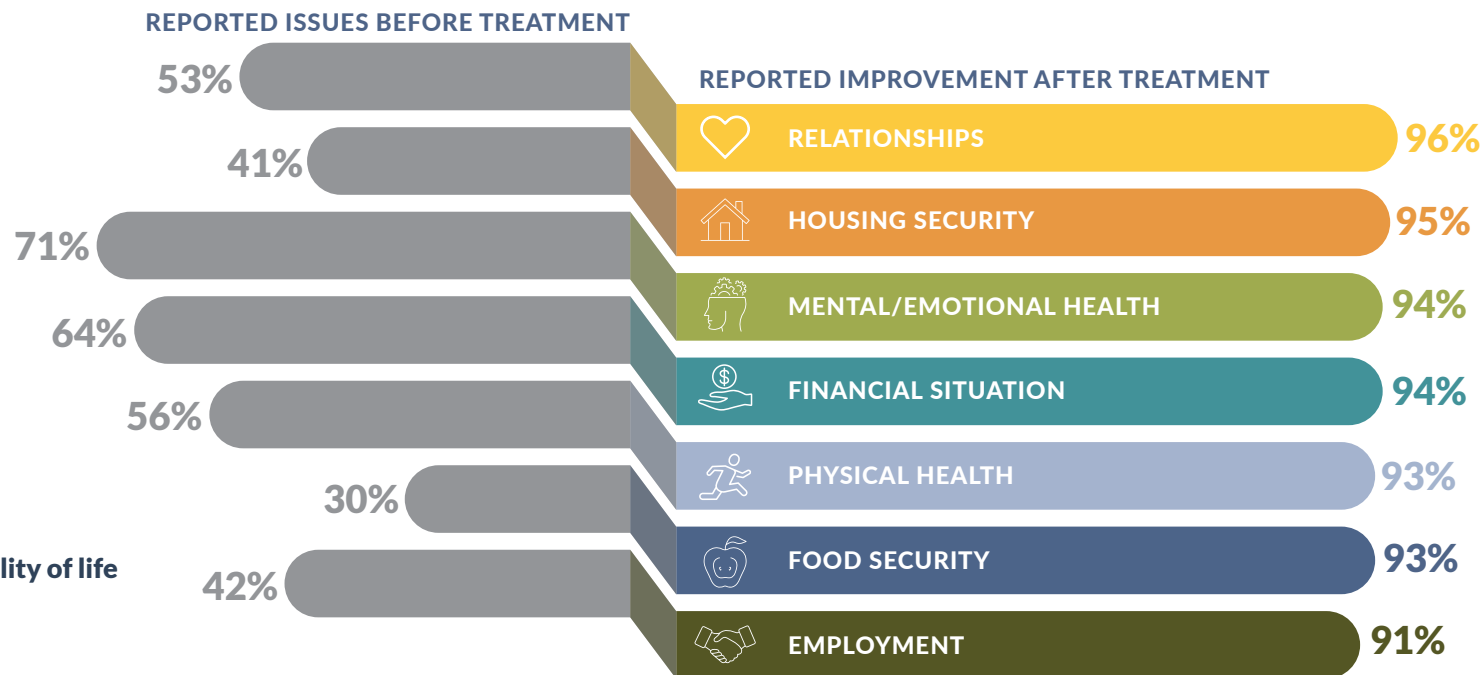 REPORTED ISSUES BEFORE TREATMENT
REPORTED IMPROVEMENT AFTER TREATMENT
53%
RELATIONSHIPS 96%
41%
HOUSING SECURITY 95%
71%
MENTAL/EMOTIONAL HEALTH 94%
64%
FINANCIAL SITUATION 94%
$
56%
PHYSICAL HEALTH 93%
30%
FOOD SECURITY 93%
lity of life
42%
EMPLOYMENT 91%